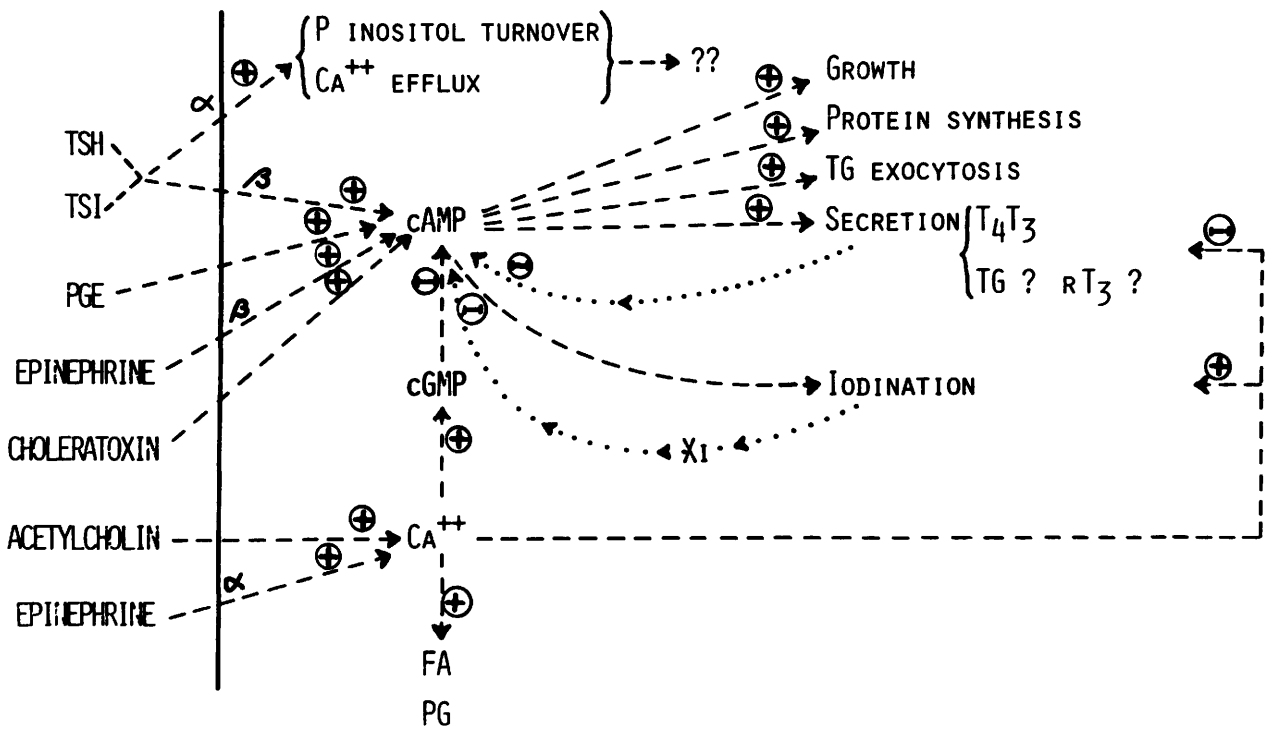 P INOSITOL TURNOVER
CA++ EFFLUX
??
α
TSH
TSI
β
PGE
β
EPINEPHRINE
CHOLERATOXIN
ACETYLCHOLIN
α
EPINEPHRINE
cAMP
cGMP
CA++
FA
PG
GROWTH
PROTEIN SYNTHESIS
TG EXOCYTOSIS
SECRETION
T4T3
TG ? RT3 ?
IODINATION
XI
+
+
+
+
+
+
+
+
+
-
-
-
-
+
+
+
+
+